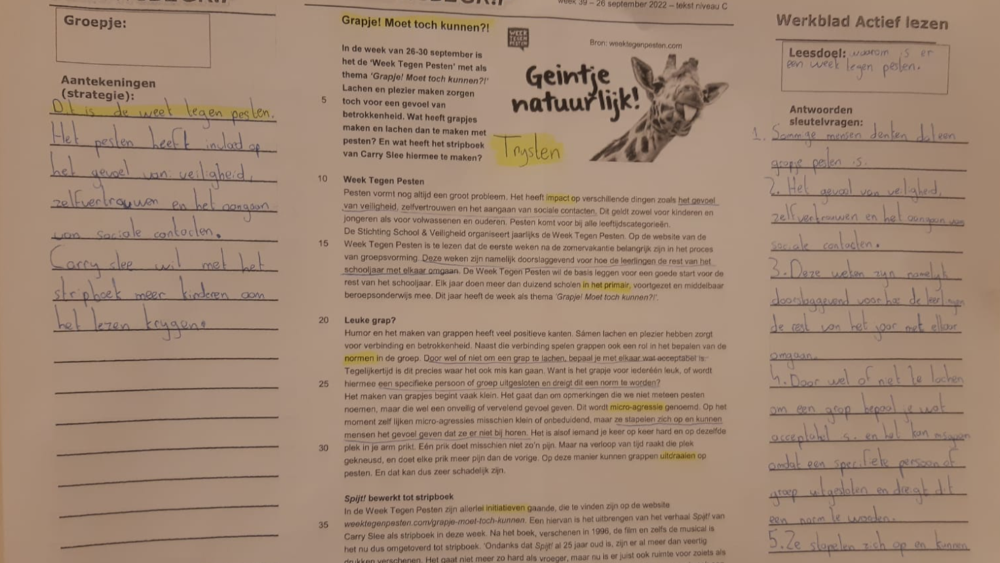 week 39 – 26 september 2022 – tekst niveau C
Groepje:
Aantekeningen
(strategie):
Dit is de week tegen pesten.
Het pesten heeft invloed op
het gevoel van veiligheid,
zelfvertrouwen en het aangaan
van sociale contacten.
Carry slee wil met het
stripboek meer kinderen aan
het lezen krygen.
Grapje! Moet toch kunnen?!
In de week van 26-30 september is
het de 'Week Tegen Pesten' met als
thema 'Grapje! Moet toch kunnen?!'
Lachen en plezier maken zorgen
5 toch voor een gevoel van
betrokkenheid. Wat heeft grapjes
maken en lachen dan te maken met
pesten? En wat heeft het stripboek
van Carry Slee hiermee te maken?
WEEK
TEGEN
PESTEN
Bron: weektegenpesten.com
Geintje
natuurlijk!
Trysten
10 Week Tegen Pesten
Pesten vormt nog altijd een groot probleem. Het heeft impact op verschillende dingen zoals het gevoel
van veiligheid, zelfvertrouwen en het aangaan van sociale contacten. Dit geldt zowel voor kinderen en
jongeren als voor volwassenen en ouderen. Pesten komt voor bij alle leeftijdscategorieën.
De Stichting School & Veiligheid organiseert jaarlijks de Week Tegen Pesten. Op de website van de
15 Week Tegen Pesten is te lezen dat de eerste weken na de zomervakantie belangrijk zijn in het proces
van groepsvorming. Deze weken zijn namelijk doorslaggevend voor hoe de leerlingen de rest van het
schooljaar met elkaar omgaan. De Week Tegen Pesten wil de basis leggen voor een goede start voor de
rest van het schooljaar. Elk jaar doen meer dan duizend scholen in het primair, voortgezet en middelbaar
beroepsonderwijs mee. Dit jaar heeft de week als thema 'Grapje! Moet toch kunnen?!'.
20 Leuke grap?
Humor en het maken van grappen heeft veel positieve kanten. Sámen lachen en plezier hebben zorgt
voor verbinding en betrokkenheid. Naast die verbinding spelen grappen ook een rol in het bepalen van de
normen in de groep. Door wel of niet om een grap te lachen, bepaal je met elkaar wat acceptabel is.
Tegelijkertijd is dit precies waar het ook mis kan gaan. Want is het grapje voor iederéén leuk, of wordt
25 hiermee een specifieke persoon of groep uitgesloten en dreigt dit een norm te worden?
Het maken van grapjes begint vaak klein. Het gaat dan om opmerkingen die we niet meteen pesten
noemen, maar die wel een onveilig of vervelend gevoel geven. Dit wordt micro-agressie genoemd. Op het
moment zelf lijken micro-agressies misschien klein of onbeduidend, maar ze stapelen zich op en kunnen
mensen het gevoel geven dat ze er niet bij horen. Het is alsof iemand je keer op keer hard en op dezelfde
30 plek in je arm prikt. Eén prik doet misschien niet zo'n pijn. Maar na verloop van tijd raakt die plek
gekneusd, en doet elke prik meer pijn dan de vorige. Op deze manier kunnen grappen uitdraaien op
pesten. En dat kan dus zeer schadelijk zijn.
Spijt! bewerkt tot stripboek
In de Week Tegen Pesten zijn allerlei initiatieven gaande, die te vinden zijn op de website
35 weektegenpesten.com/grapje-moet-toch-kunnen. Een hiervan is het uitbrengen van het verhaal Spijt! van
Carry Slee als stripboek in deze week. Na het boek, verschenen in 1996, de film en zelfs de musical is
het nu dus omgetoverd tot stripboek. 'Ondanks dat Spijt! al 25 jaar oud is, zijn er al meer dan veertig
drukken verschenen. Het gaat niet meer zo hard als vroeger, maar nu is er juist ook ruimte voor zoiets als
Werkblad Actief lezen
Leesdoel: waarom is er
een week tegen pesten.
Antwoorden
sleutelvragen:
1. Sommige mensen denken dat een
grapje pesten is.
2. Het gevoel van veiligheid,
zelfvertrouwen en het aangaan van
sociale contacten.
3. Deze weken zyn namelyk
doorslaggevend voor hoe de leerlingen
de rest van het jaar met elkaar
omgaan.
4. Door wel of niet te lachen
om een grap bepaal je wat
acceptabel is. en het kan misgaan
omdat een specifieke persoon of
groep uitgesloten en dreigt dit
een norm te worden.
5. Ze stapelen zich op en kunnen